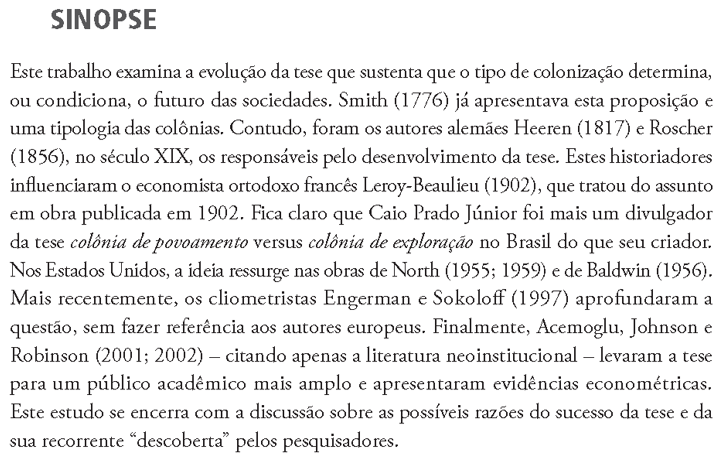 SINOPSE
Este trabalho examina a evolução da tese que sustenta que o tipo de colonização determina,
ou condiciona, o futuro das sociedades. Smith (1776) já apresentava esta proposição e
uma tipologia das colônias. Contudo, foram os autores alemães Heeren (1817) e Roscher
(1856), no século XIX, os responsáveis pelo desenvolvimento da tese. Estes historiadores
influenciaram o economista ortodoxo francês Leroy-Beaulieu (1902), que tratou do assunto
em obra publicada em 1902. Fica claro que Caio Prado Júnior foi mais um divulgador
da tese colônia de povoamento versus colônia de exploração no Brasil do que seu criador.
Nos Estados Unidos, a ideia ressurge nas obras de North (1955; 1959) e de Baldwin (1956).
Mais recentemente, os cliometristas Engerman e Sokoloff (1997) aprofundaram a
questão, sem fazer referência aos autores europeus. Finalmente, Acemoglu, Johnson e
Robinson (2001; 2002) – citando apenas a literatura neoinstitucional – levaram a tese
para um público acadêmico mais amplo e apresentaram evidências econométricas.
Este estudo se encerra com a discussão sobre as possíveis razões do sucesso da tese e da
sua recorrente “descoberta” pelos pesquisadores.